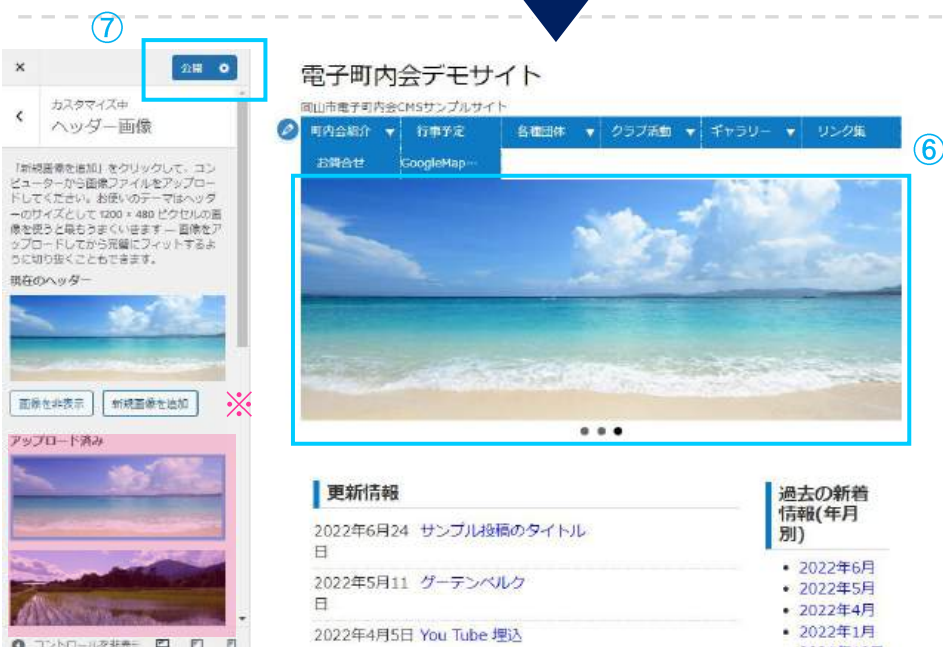 ⑦
×
公開
カスタマイズ中
ヘッダー画像
「新規画像を追加」をクリックして、コン
ピューターから画像ファイルをアップロー
ドしてください。お使いのテーマはヘッダ
ーのサイズとして 1200 × 480 ピクセルの画
像を使うと最もうまくいきます — 画像をア
ップロードしてから完璧にフィットするよ
うに切り抜くこともできます。
現在のヘッダー
画像を非表示 新規画像を追加
※
アップロード済み
コントロールを非表示
電子町内会デモサイト
岡山市電子町内会CMSサンプルサイト
町内会紹介 ▼ 行事予定 各種団体 ▼ クラブ活動 ▼ ギャラリー ▼ リンク集
お問合せ GoogleMap…
⑥
更新情報
2022年6月24 サンプル投稿のタイトル
日
2022年5月11 グーテンベルク
日
2022年4月5日 You Tube 埋込
過去の新着
情報(年月
別)
• 2022年6月
• 2022年5月
• 2022年4月
• 2022年1月